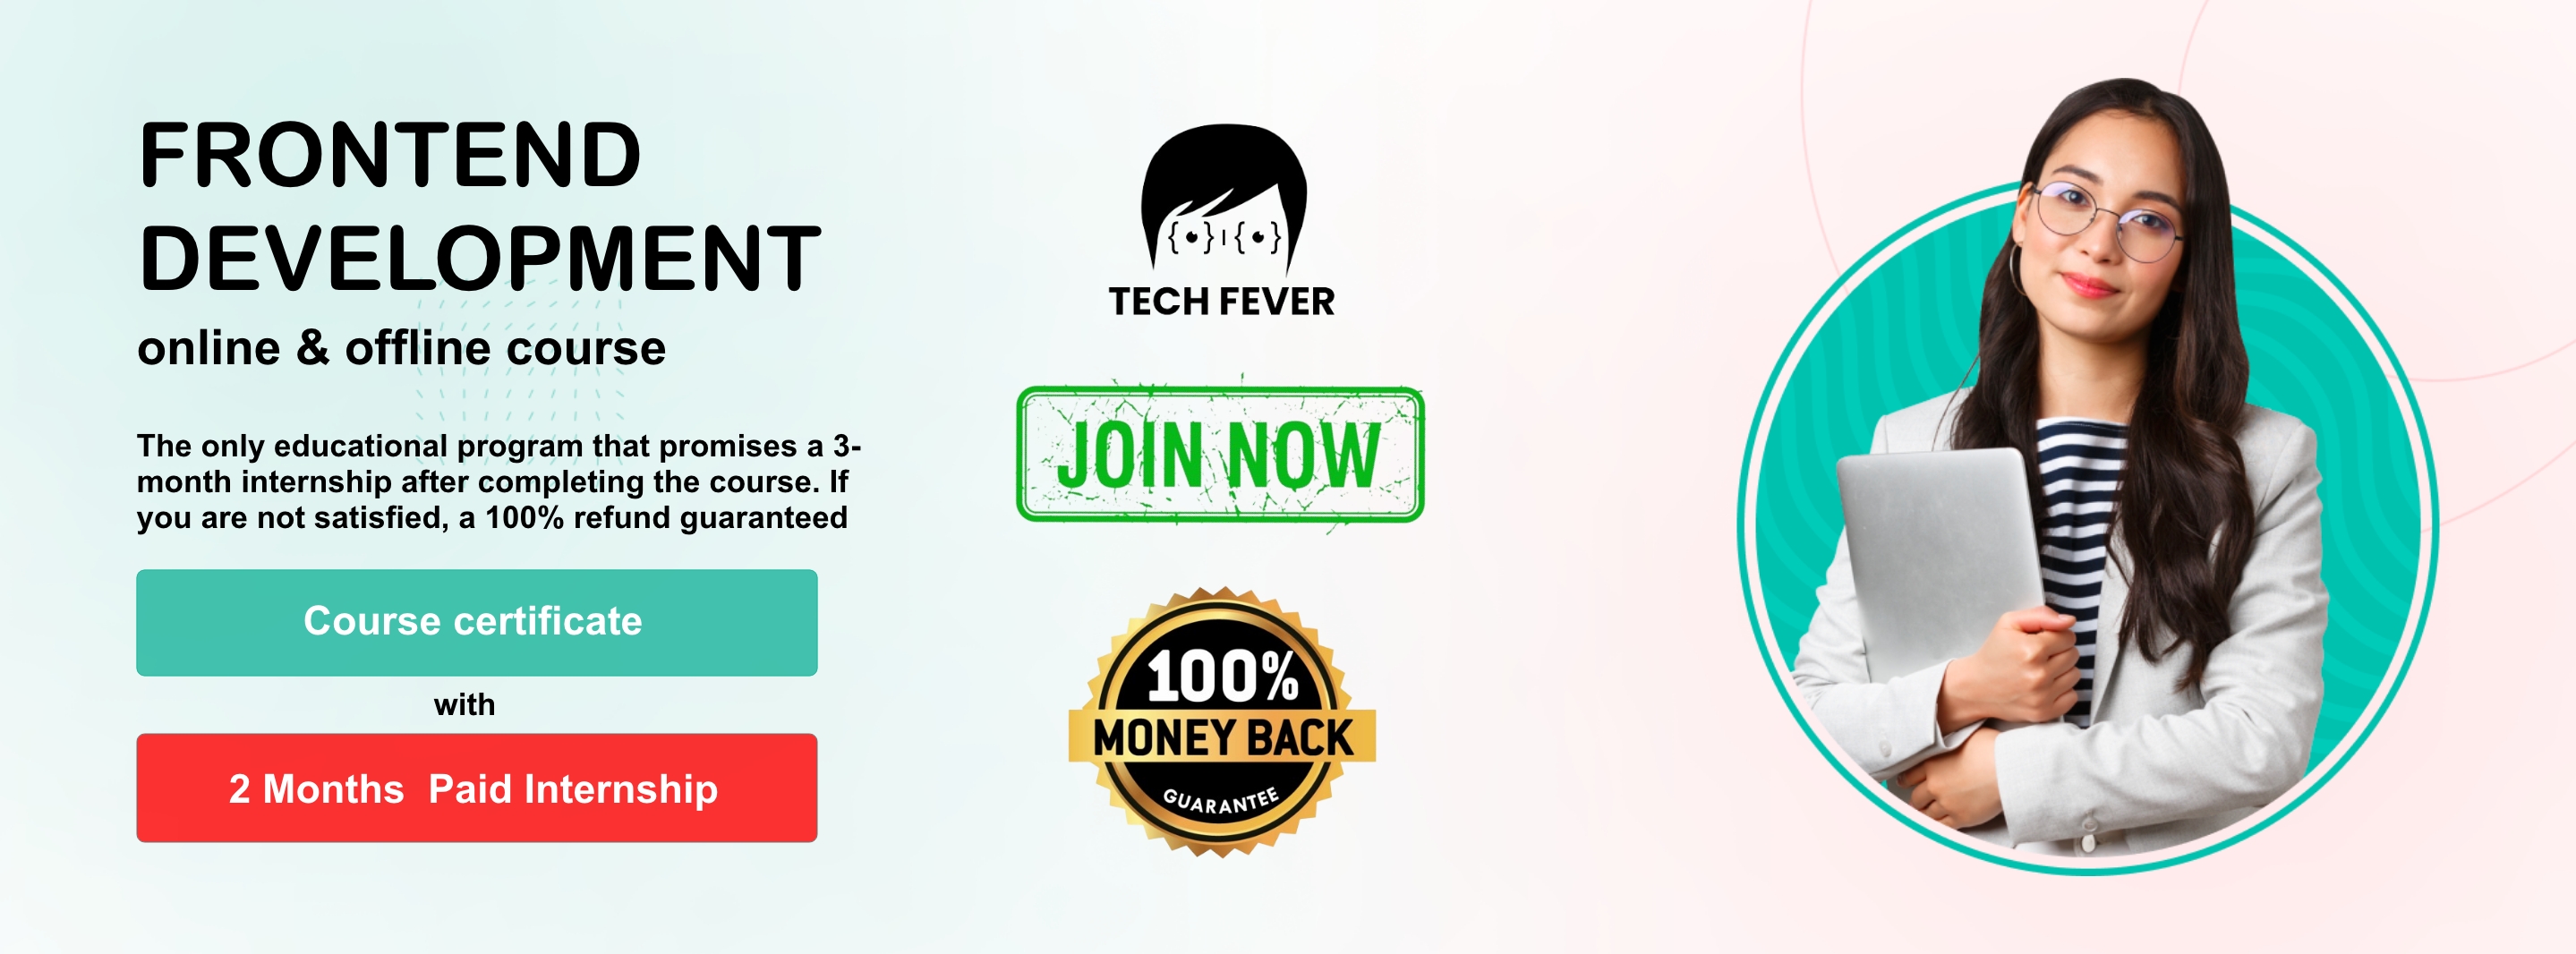 FRONTEND
DEVELOPMENT
online & offline course
The only educational program that promises a 3-
month internship after completing the course. If
you are not satisfied, a 100% refund guaranteed
Course certificate
with
2 Months  Paid Internship
{•}ı{•}
TECH FEVER
JOIN NOW
100%
MONEY BACK
GUARANTEE